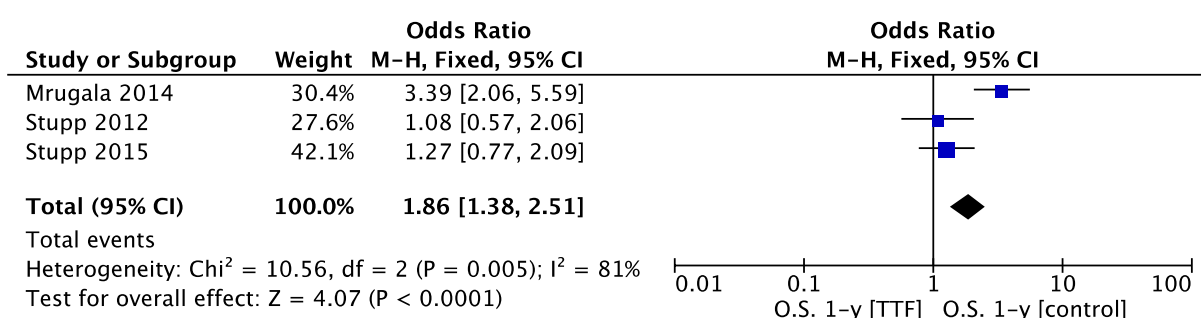 Odds Ratio Odds Ratio
Study or Subgroup Weight M-H, Fixed, 95% CI M-H, Fixed, 95% CI
Mrugala 2014 30.4% 3.39 [2.06, 5.59]
Stupp 2012 27.6% 1.08 [0.57, 2.06]
Stupp 2015 42.1% 1.27 [0.77, 2.09]
Total (95% CI) 100.0% 1.86 [1.38, 2.51]
Total events
Heterogeneity: Chi² = 10.56, df = 2 (P = 0.005); I² = 81%
Test for overall effect: Z = 4.07 (P < 0.0001)
0.01 0.1 1 10 100
O.S. 1-y [TTF] O.S. 1-y [control]